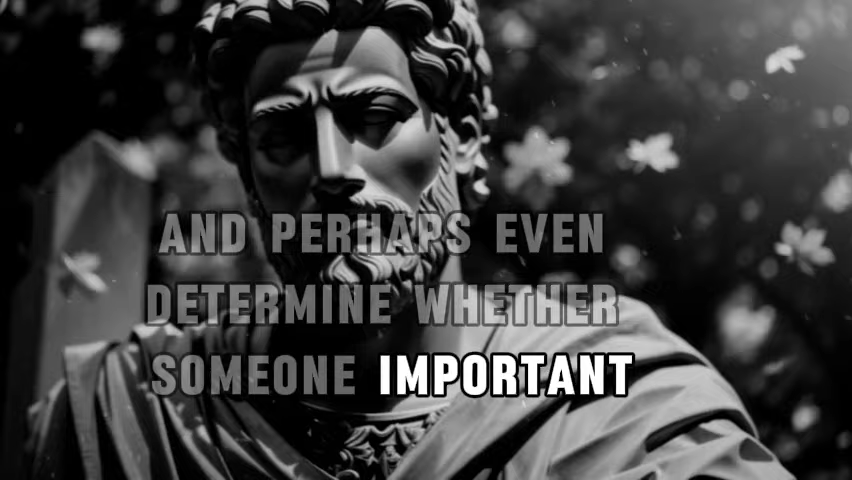 AND PERHAPS EVEN
DETERMINE WHETHER
SOMEONE IMPORTANT